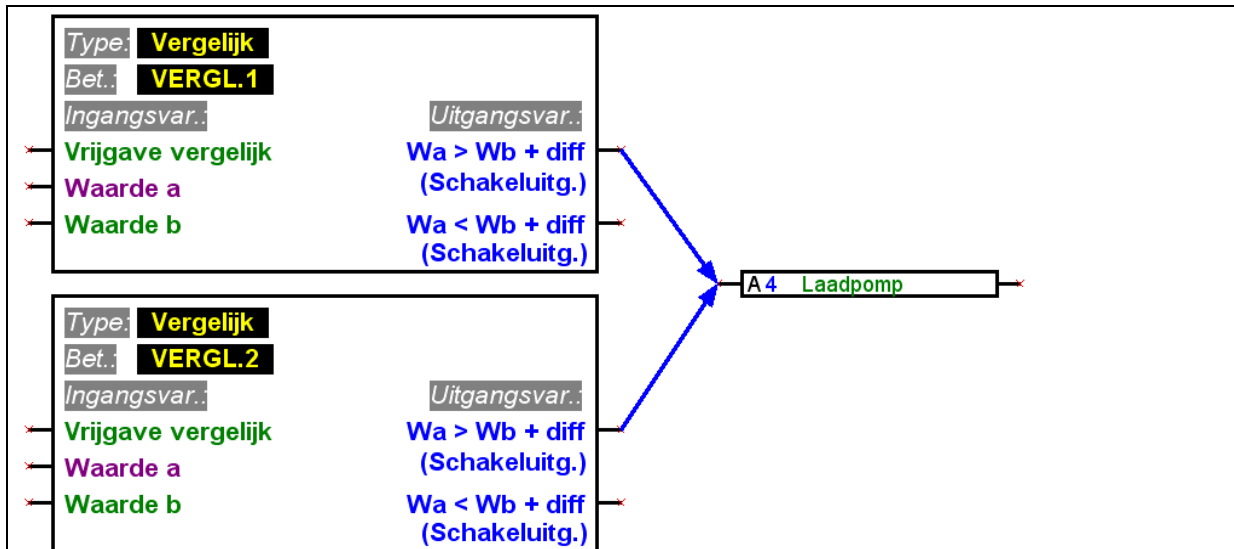 Type: Vergelijk
Bet.: VERGL.1
Ingangsvar.: Uitgangsvar.:
Vrijgave vergelijk Wa > Wb + diff
Waarde a (Schakeluitg.)
Waarde b Wa < Wb + diff
(Schakeluitg.)
A 4 Laadpomp
Type: Vergelijk
Bet.: VERGL.2
Ingangsvar.: Uitgangsvar.:
Vrijgave vergelijk Wa > Wb + diff
Waarde a (Schakeluitg.)
Waarde b Wa < Wb + diff
(Schakeluitg.)